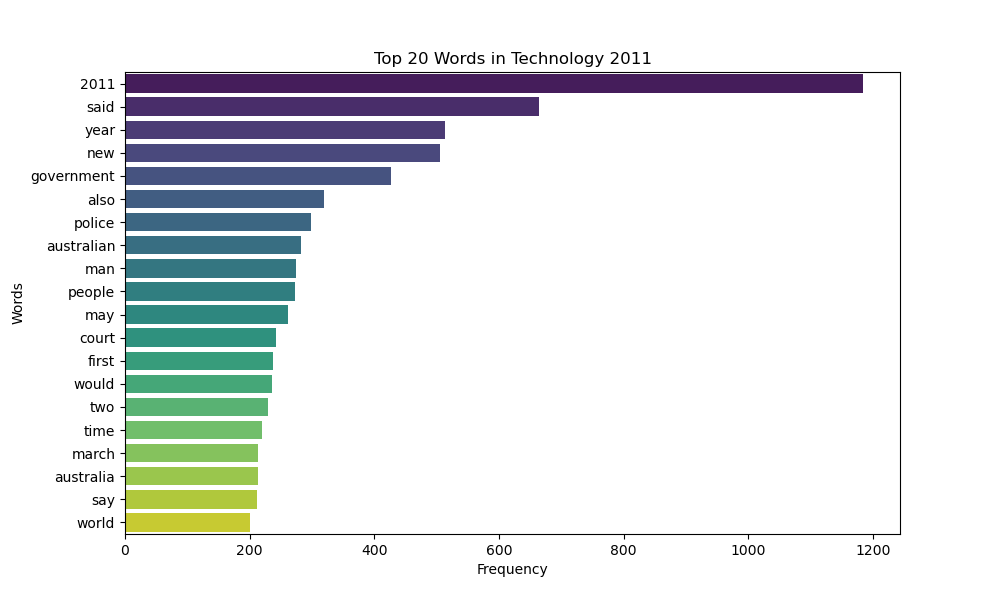 Top 20 Words in Technology 2011
2011
said
year
new
government
also
police
australian
man
people
may
court
first
would
two
time
march
australia
say
world
Words
0 200 400 600 800 1000 1200
Frequency